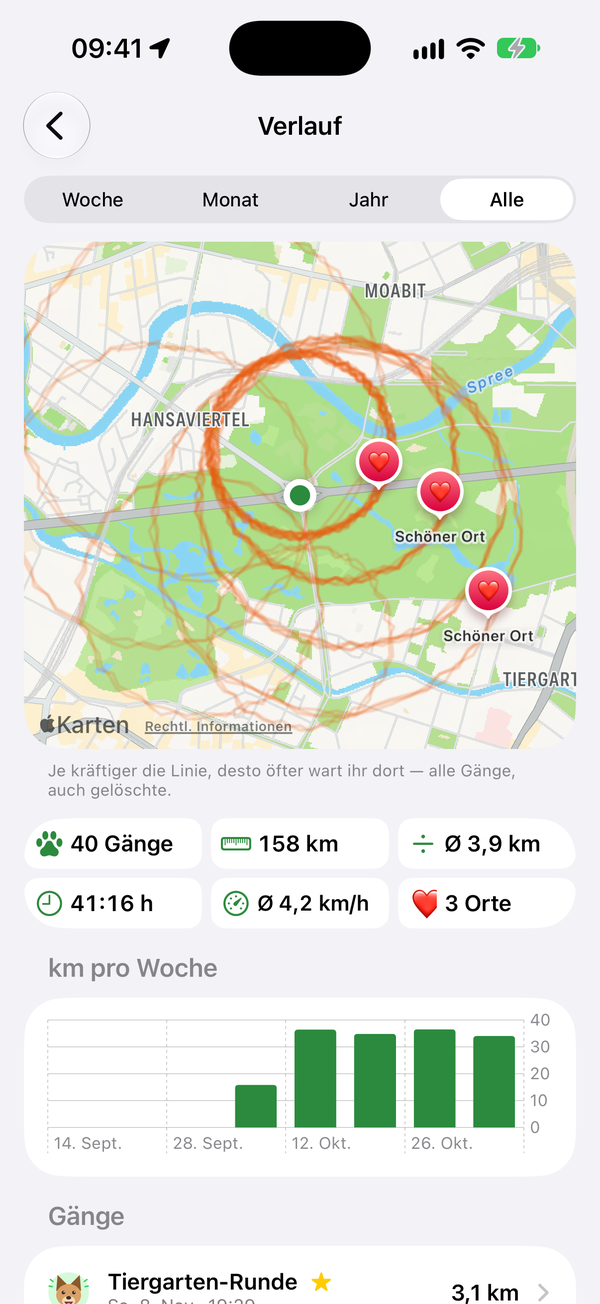 09:41
Verlauf
Woche Monat Jahr Alle
MOABIT
Spree
HANSAVIERTEL
Schöner Ort
Schöner Ort
TIERGART
Karten Rechtl. Informationen
Je kräftiger die Linie, desto öfter wart ihr dort — alle Gänge,
auch gelöschte.
40 Gänge 158 km Ø 3,9 km
41:16 h Ø 4,2 km/h 3 Orte
km pro Woche
40
30
20
10
0
14. Sept. 28. Sept. 12. Okt. 26. Okt.
Gänge
Tiergarten-Runde
3,1 km